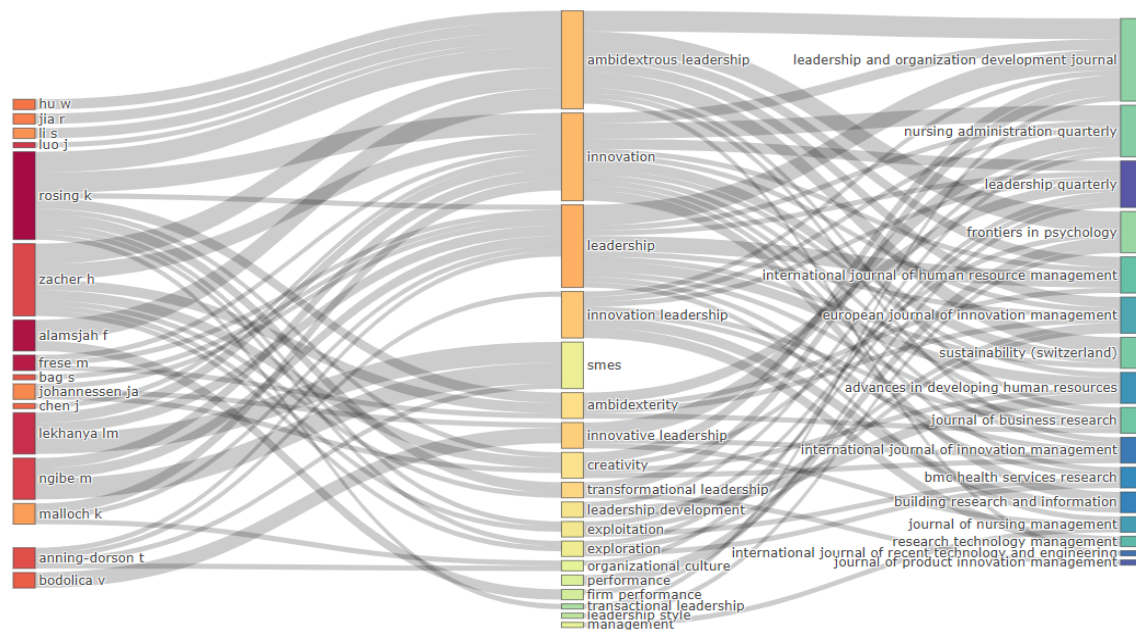 hu w
jia r
li s
luo j
rosing k
zacher h
alamsjah f
frese m
bag s
johannessen ja
chen j
lekhanya lm
ngibe m
malloch k
anning-dorson t
bodolica v
ambidextrous leadership
innovation
leadership
innovation leadership
smes
ambidexterity
innovative leadership
creativity
transformational leadership
leadership development
exploitation
exploration
organizational culture
performance
firm performance
transactional leadership
leadership style
management
leadership and organization development journal
nursing administration quarterly
leadership quarterly
frontiers in psychology
international journal of human resource management
european journal of innovation management
sustainability (switzerland)
advances in developing human resources
journal of business research
international journal of innovation management
bmc health services research
building research and information
journal of nursing management
research technology management
international journal of recent technology and engineering
journal of product innovation management